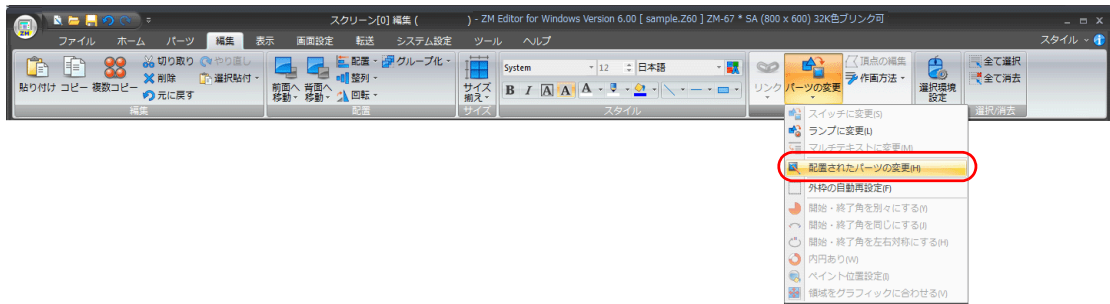 スクリーン[0] 編集 ( ) - ZM Editor for Windows Version 6.00 [ sample.Z60 ] ZM-67 * SA (800 x 600) 32K色ブリンク可
ZM
ファイル ホーム パーツ 編集 表示 画面設定 転送 システム設定 ツール ヘルプ スタイル
貼り付け コピー 複数コピー
切り取り やり直し
削除 選択貼付
元に戻す
編集
前面へ移動 背面へ移動
配置 グループ化
整列
回転
配置
サイズ揃え
サイズ
System 12 日本語
B I A A A
スタイル
リンク パーツの変更
頂点の編集
作画方法
選択環境設定
全て選択
全て消去
選択/消去
スイッチに変更(S)
ランプに変更(L)
マルチテキストに変更(M)
配置されたパーツの変更(H)
外枠の自動再設定(F)
開始・終了角を別々にする(Y)
開始・終了角を同じにする(J)
開始・終了角を左右対称にする(H)
内円あり(W)
ペイント位置設定(I)
領域をグラフィックに合わせる(V)